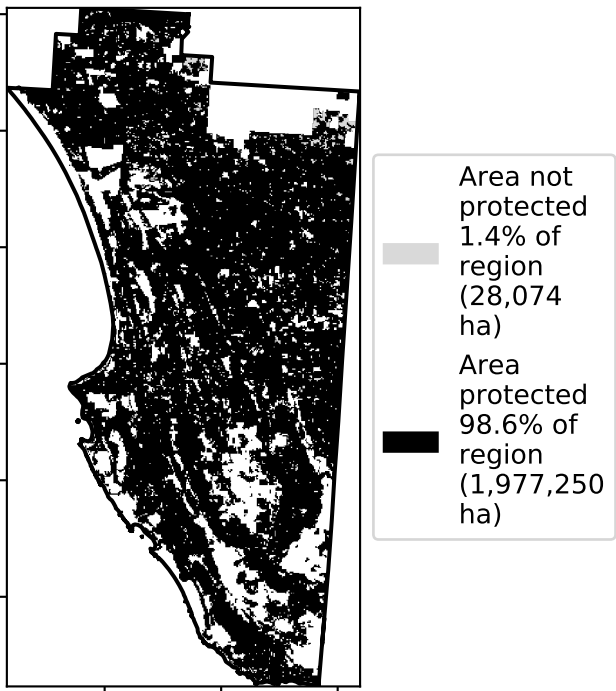 Area not
protected
1.4% of
region
(28,074
ha)
Area
protected
98.6% of
region
(1,977,250
ha)